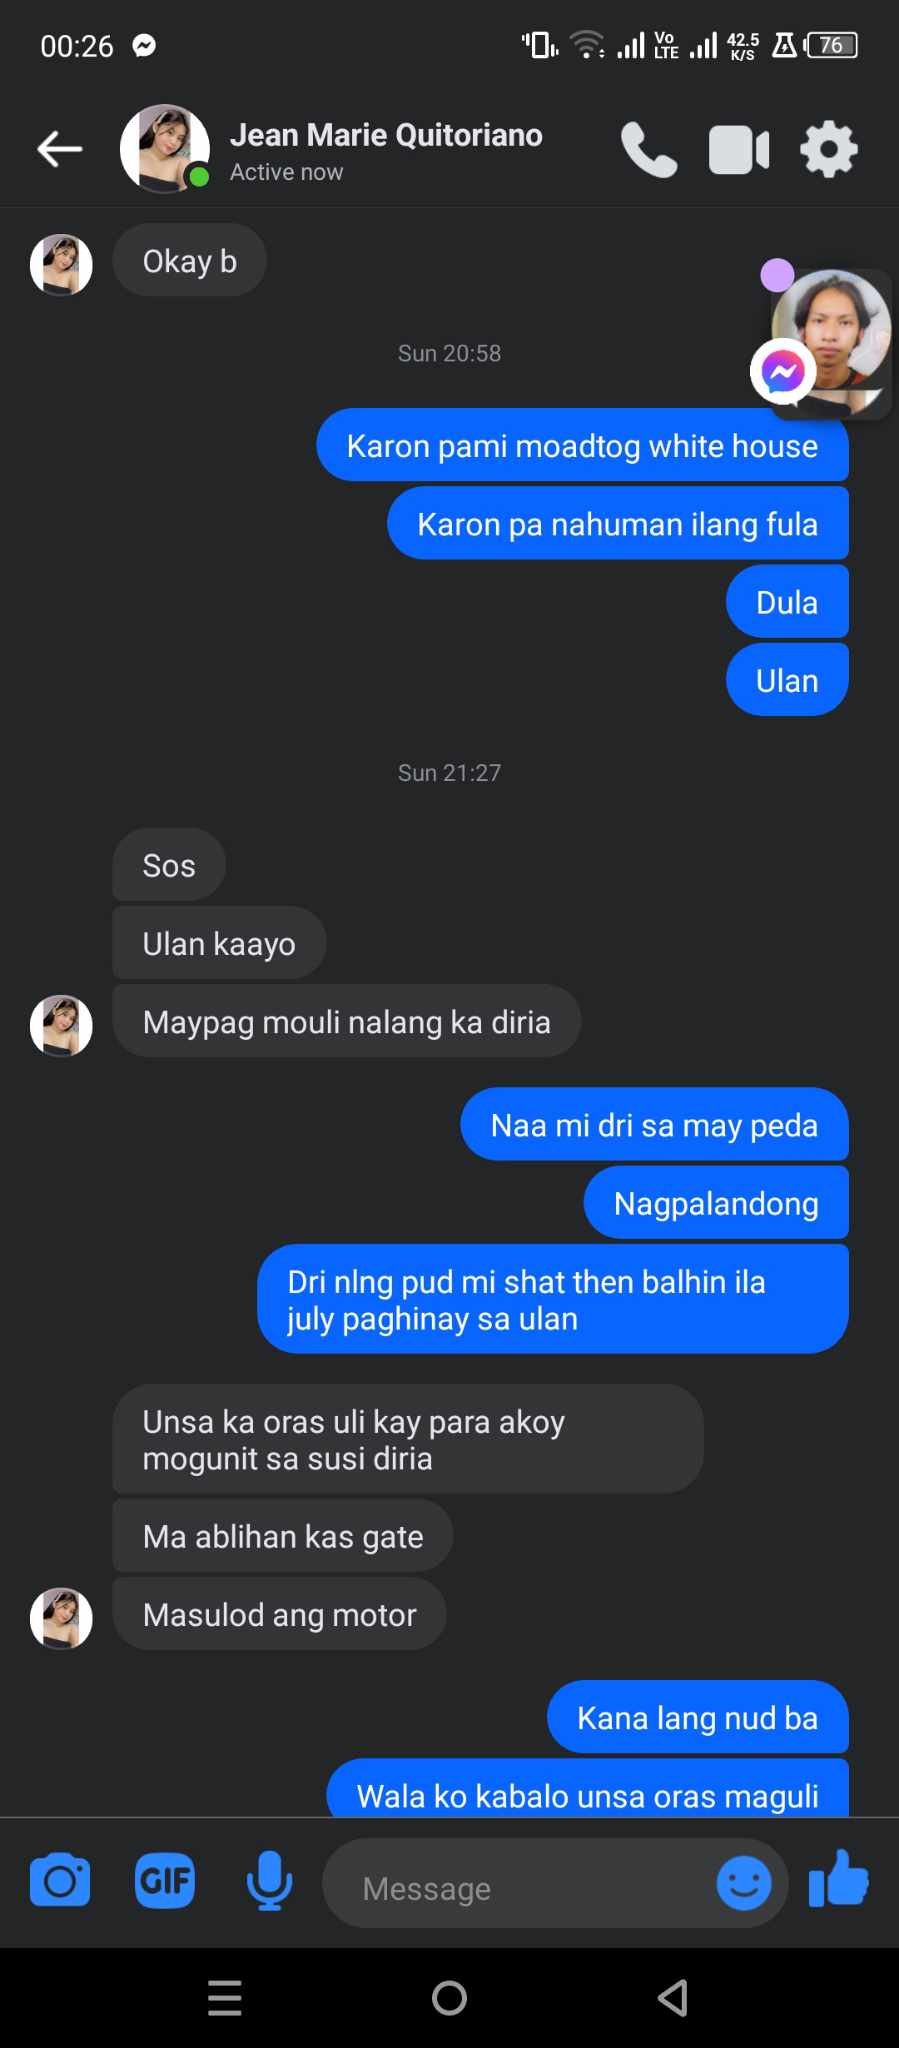 00:26
Vo
LTE
42.5
K/S
76
Jean Marie Quitoriano
Active now
Okay b
Sun 20:58
Karon pami moadtog white house
Karon pa nahuman ilang fula
Dula
Ulan
Sun 21:27
Sos
Ulan kaayo
Maypag mouli nalang ka diria
Naa mi dri sa may peda
Nagpalandong
Dri nlng pud mi shat then balhin ila
july paghinay sa ulan
Unsa ka oras uli kay para akoy
mogunit sa susi diria
Ma ablihan kas gate
Masulod ang motor
Kana lang nud ba
Wala ko kabalo unsa oras maguli
GIF
Message